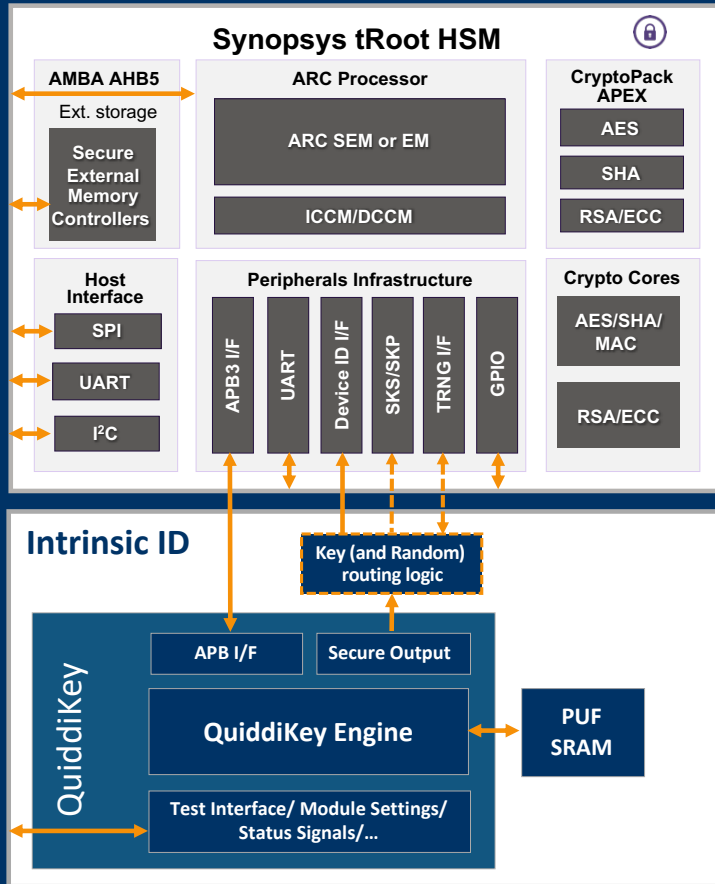 Synopsys tRoot HSM
AMBA AHB5
Ext. storage
Secure
External
Memory
Controllers
ARC Processor
ARC SEM or EM
ICCM/DCCM
CryptoPack
APEX
AES
SHA
RSA/ECC
Host
Interface
SPI
UART
I²C
Peripherals Infrastructure
APB3 I/F
UART
Device ID I/F
SKS/SKP
TRNG I/F
GPIO
Crypto Cores
AES/SHA/
MAC
RSA/ECC
Intrinsic ID
Key (and Random)
routing logic
QuiddiKey
APB I/F
Secure Output
QuiddiKey Engine
PUF
SRAM
Test Interface/ Module Settings/
Status Signals/...